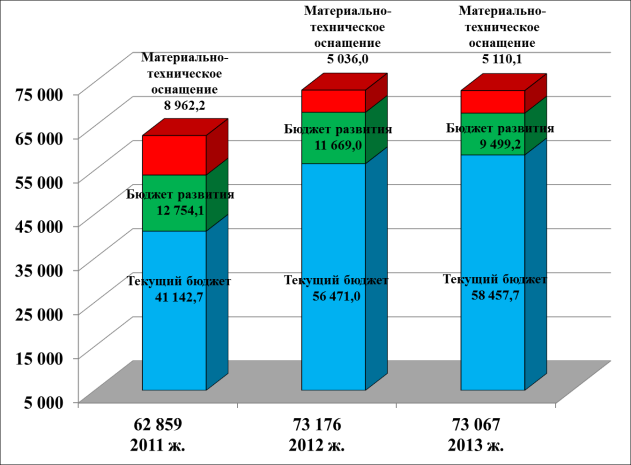 Материально-
техническое
оснащение
8 962,2
Материально-
техническое
оснащение
5 036,0
Материально-
техническое
оснащение
5 110,1
75 000
65 000
55 000
45 000
35 000
25 000
15 000
5 000
Бюджет развития
12 754,1
Бюджет развития
11 669,0
Бюджет развития
9 499,2
Текущий бюджет
41 142,7
Текущий бюджет
56 471,0
Текущий бюджет
58 457,7
62 859
2011 ж.
73 176
2012 ж.
73 067
2013 ж.